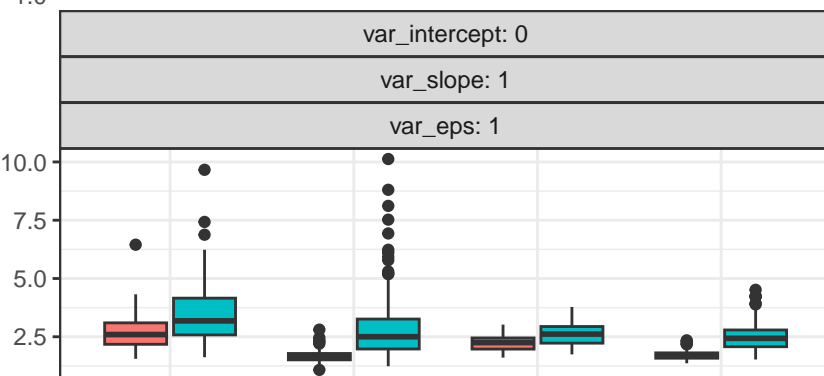 var_intercept: 0
var_slope: 1
var_eps: 1
10.0
7.5
5.0
2.5